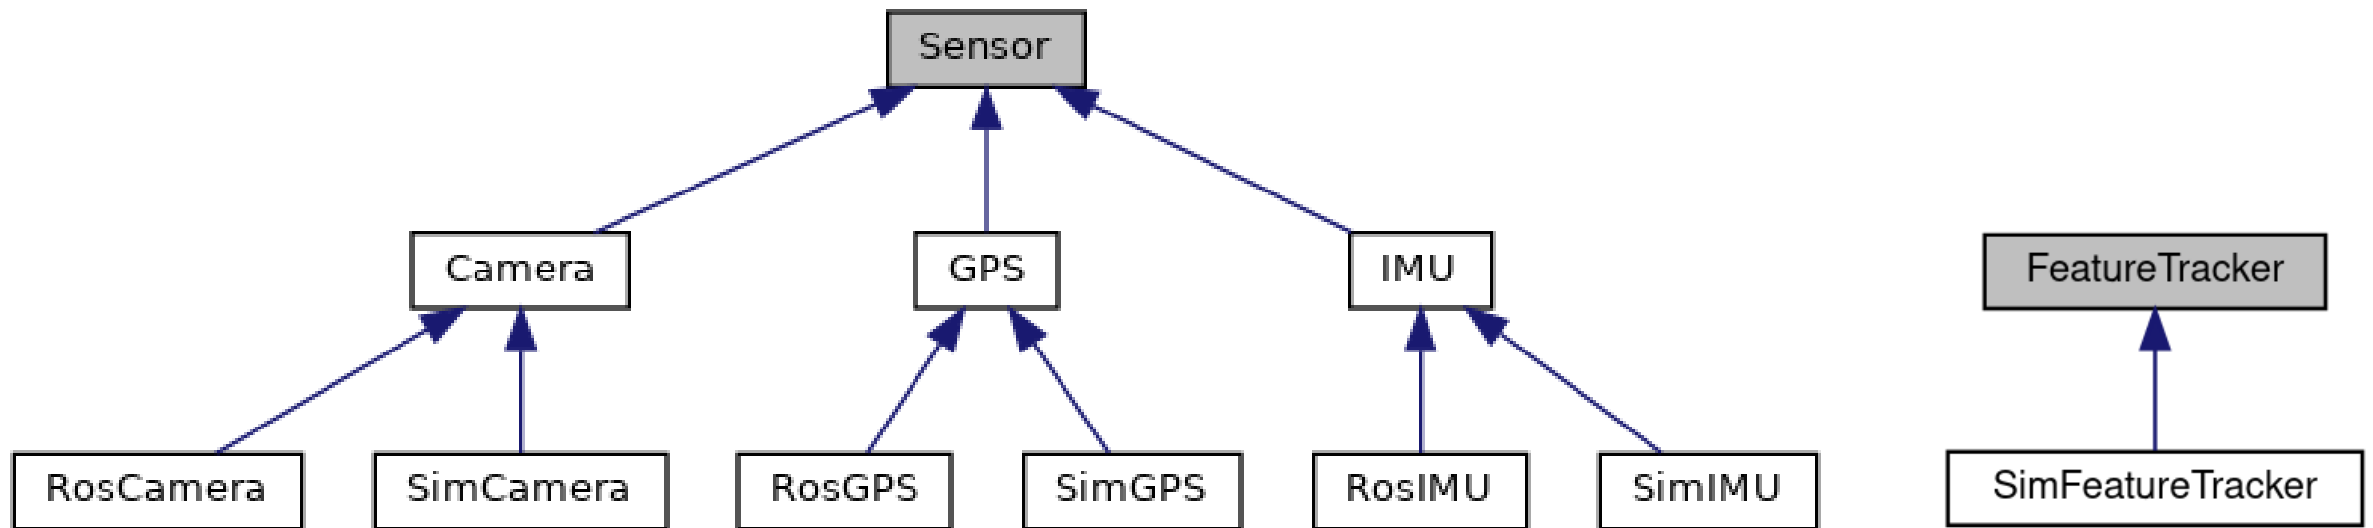 Sensor
Camera
GPS
IMU
FeatureTracker
RosCamera
SimCamera
RosGPS
SimGPS
RosIMU
SimIMU
SimFeatureTracker